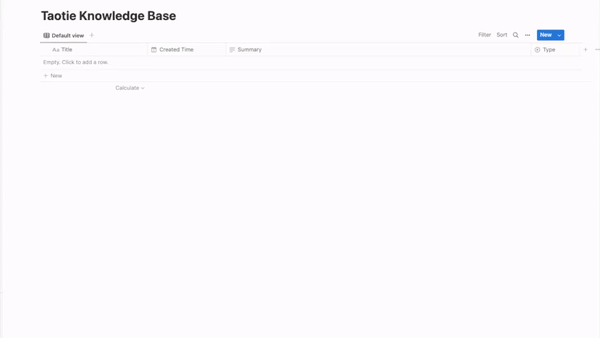 Taotie Knowledge Base
Default view
Filter Sort New
Aa Title Created Time Summary Type
Empty. Click to add a row.
+ New
Calculate